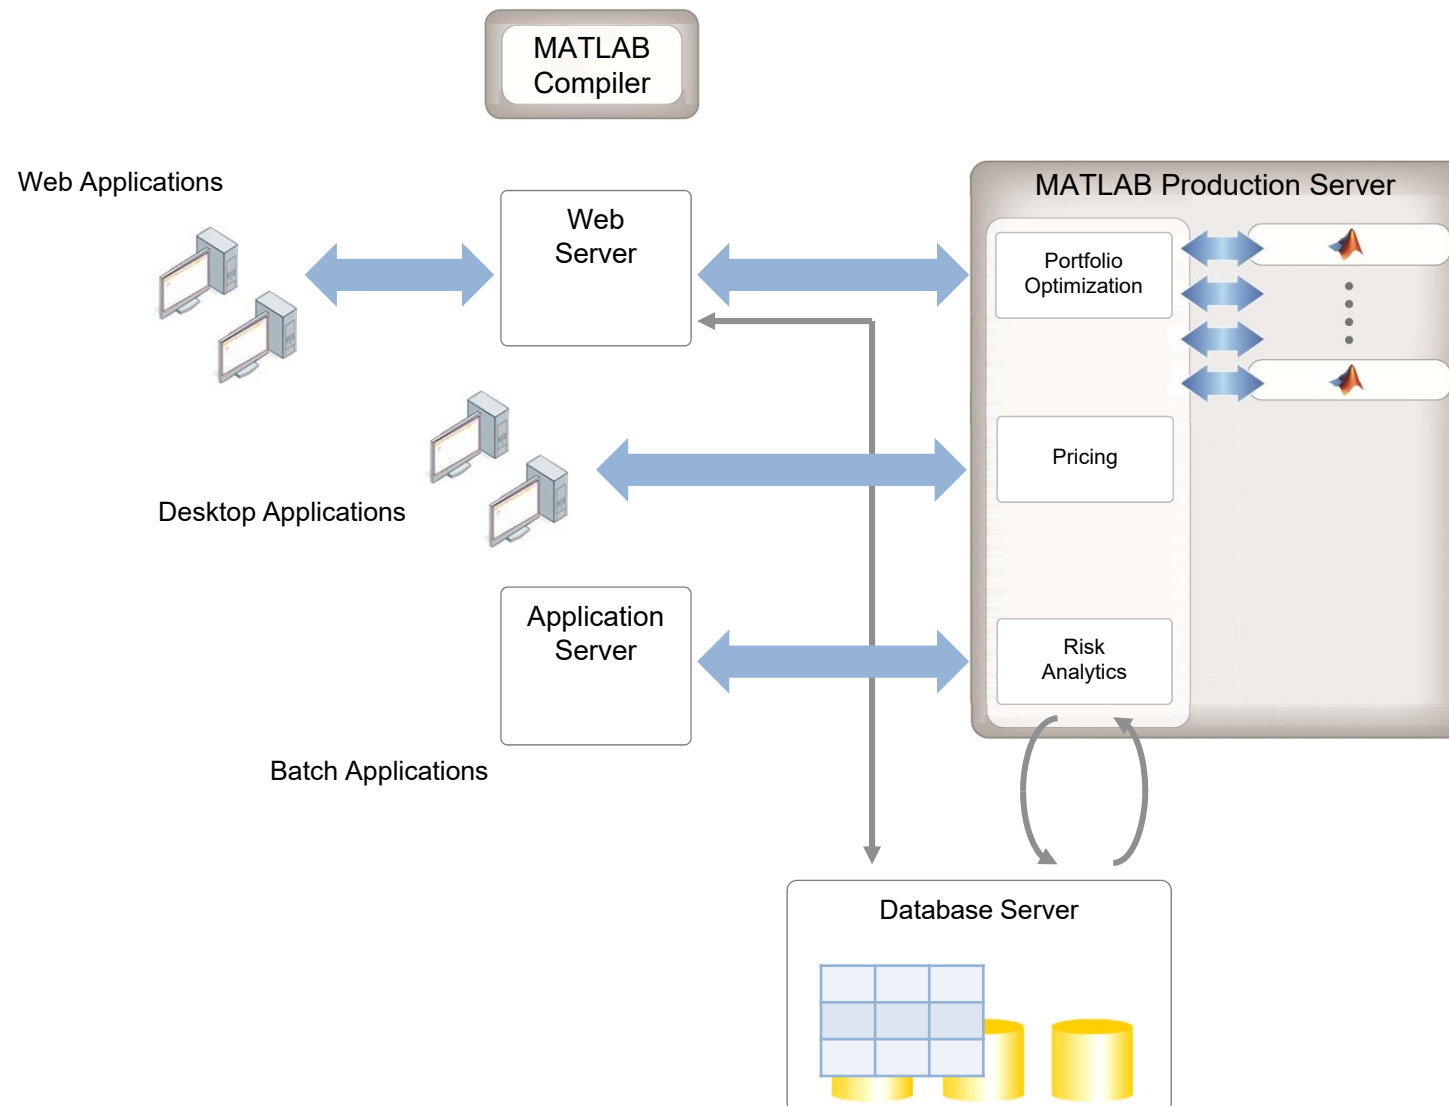 MATLAB
Compiler
Web Applications
Web
Server
MATLAB Production Server
Portfolio
Optimization
Pricing
Desktop Applications
Application
Server
Risk
Analytics
Batch Applications
Database Server